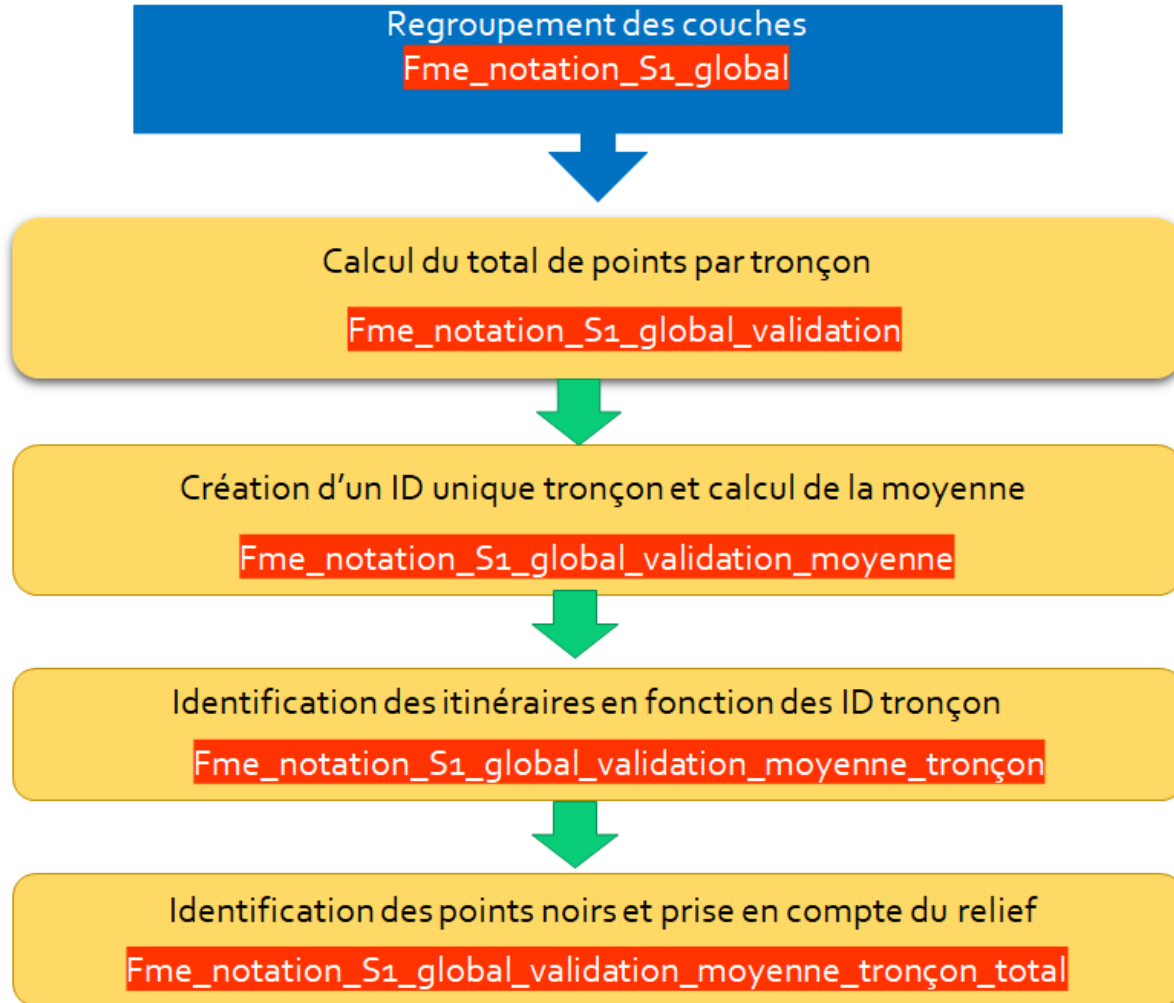 Regroupement des couches
Fme_notation_S1_global
Calcul du total de points par tronçon
Fme_notation_S1_global_validation
Création d’un ID unique tronçon et calcul de la moyenne
Fme_notation_S1_global_validation_moyenne
Identification des itinéraires en fonction des ID tronçon
Fme_notation_S1_global_validation_moyenne_tronçon
Identification des points noirs et prise en compte du relief
Fme_notation_S1_global_validation_moyenne_tronçon_total